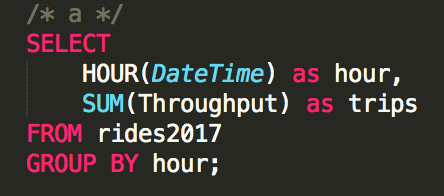 /* a */
SELECT
    HOUR(DateTime) as hour,
    SUM(Throughput) as trips
FROM rides2017
GROUP BY hour;